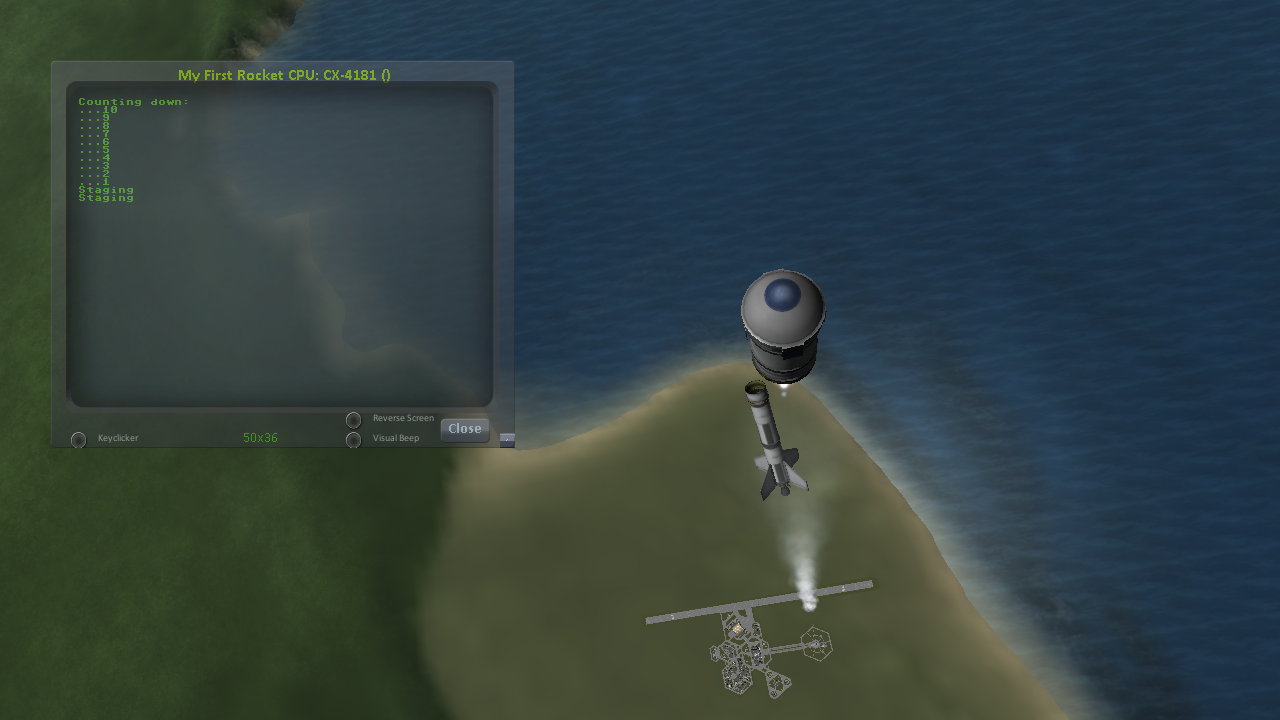 My First Rocket CPU: CX-4181 ()
Counting down:
...10
...9
...8
...7
...6
...5
...4
...3
...2
...1
Staging
Staging
Reverse Screen
Close
Keyclicker
50x36
Visual Beep